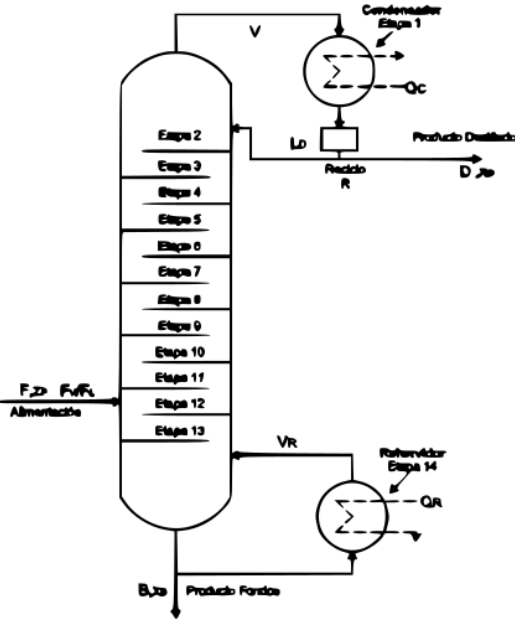 Condensador
Etapa 1
V
QC
Etapa 2
LD
Producto Destilado
Reciclo
R
D
Etapa 3
Etapa 4
Etapa 5
Etapa 6
Etapa 7
Etapa 8
Etapa 9
Etapa 10
F,
Alimentación
Etapa 11
Etapa 12
Etapa 13
VR
Rehervidor
Etapa 14
QR
B,
Producto Fondos